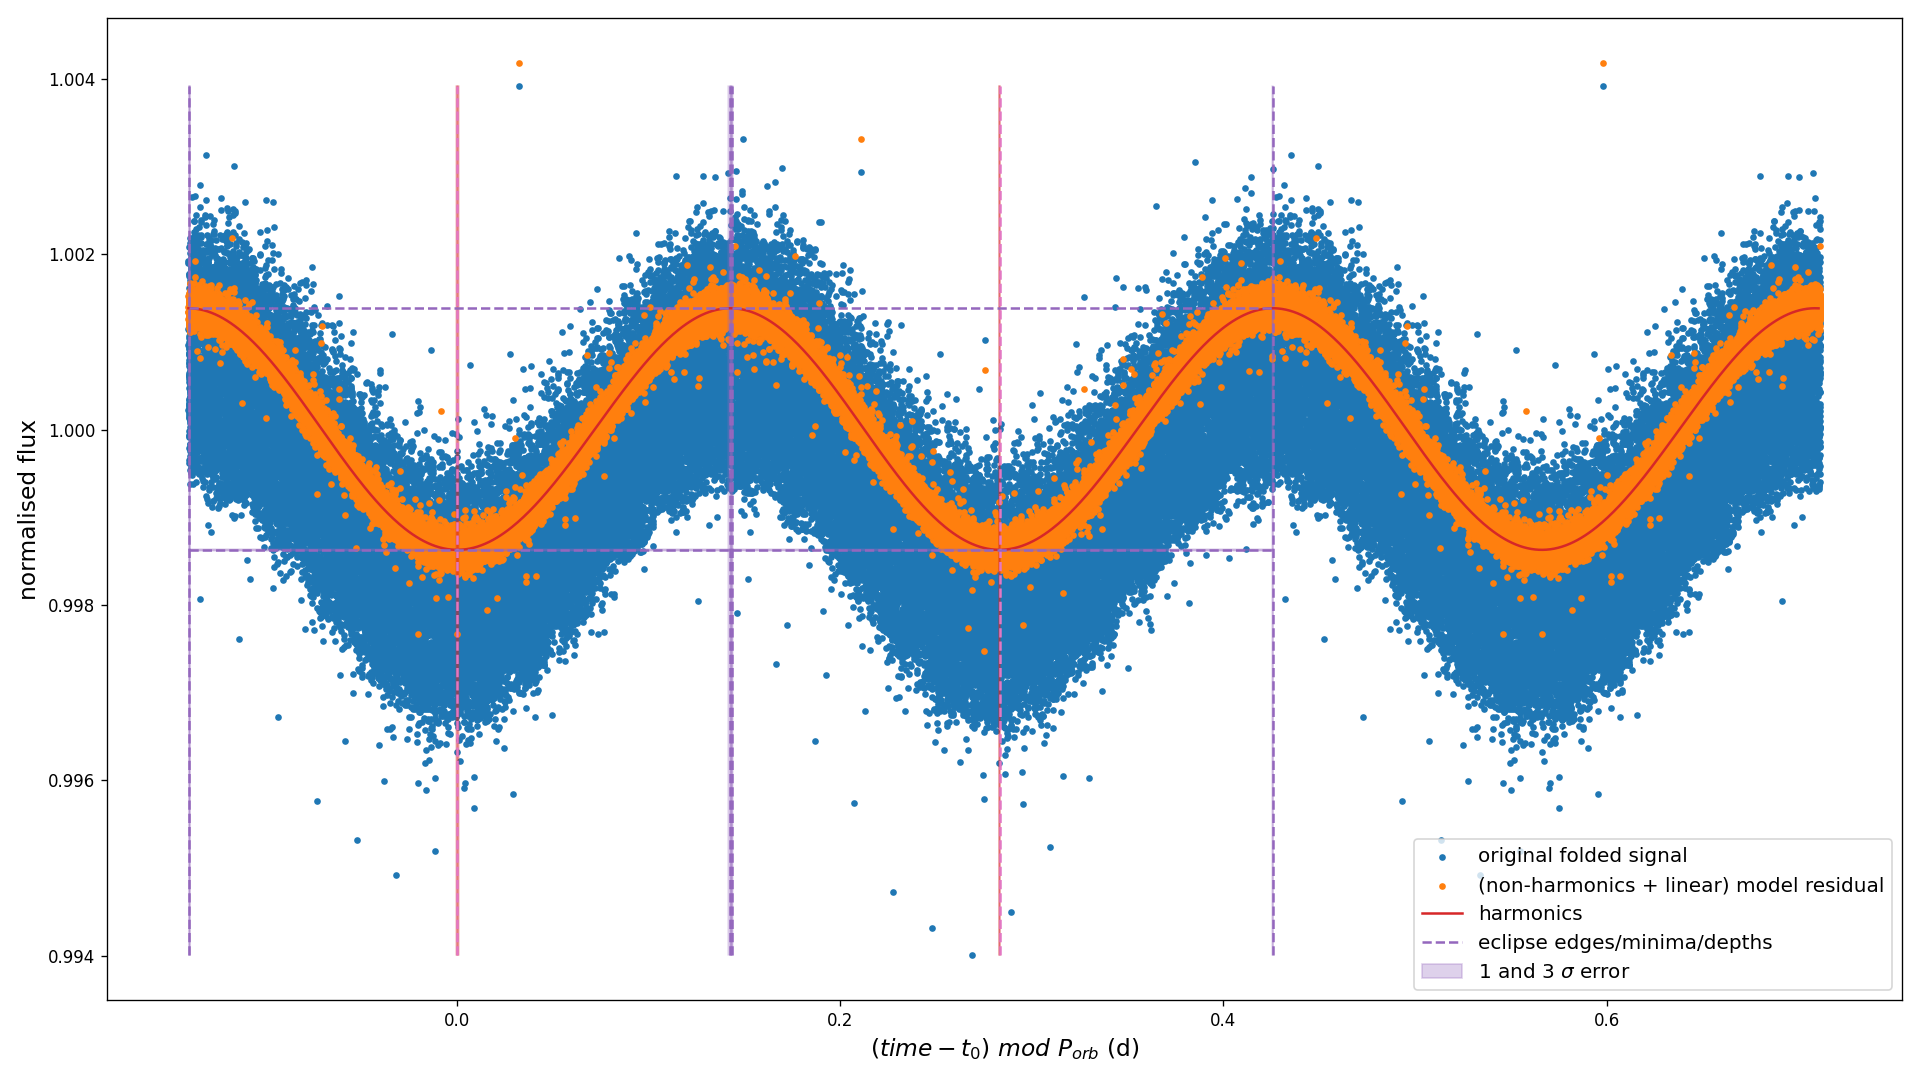 1.004
1.002
1.000
0.998
0.996
0.994
normalised flux
0.0
0.2
0.4
0.6
(time − t₀) mod P_orb (d)
original folded signal
(non-harmonics + linear) model residual
harmonics
eclipse edges/minima/depths
1 and 3 σ error